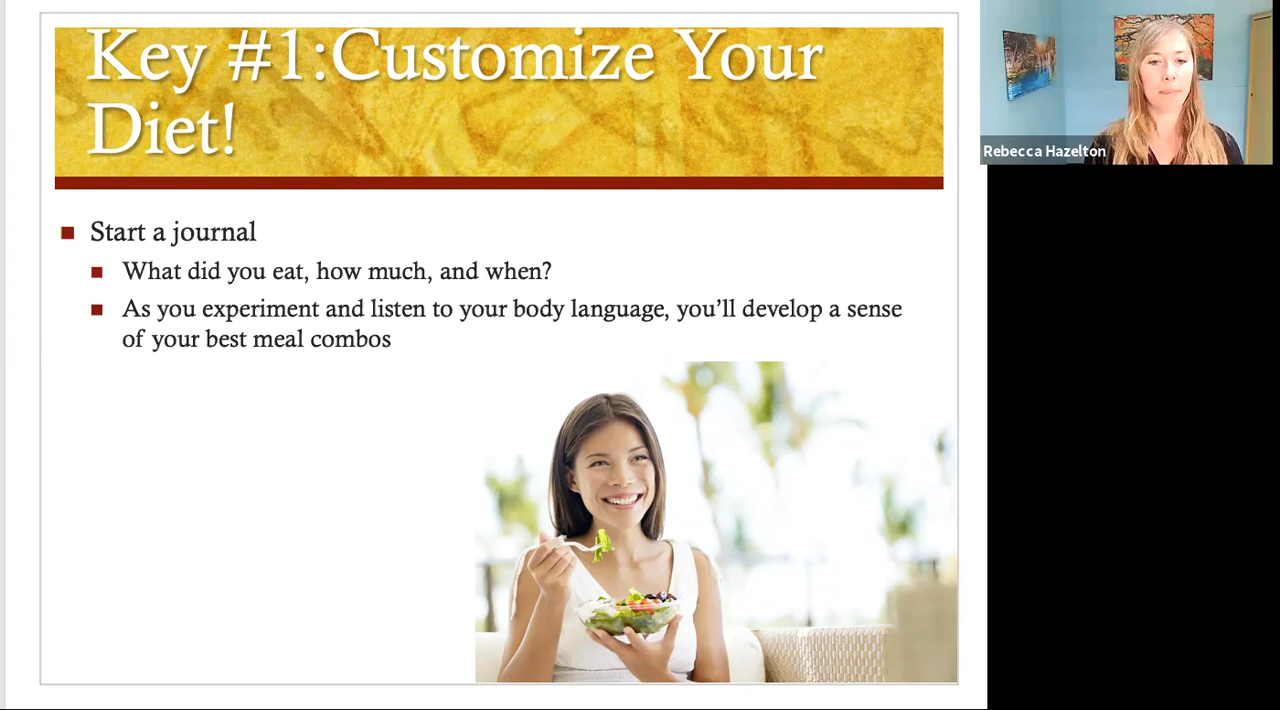 Key #1:Customize Your
Diet!
Start a journal
What did you eat, how much, and when?
As you experiment and listen to your body language, you’ll develop a sense
of your best meal combos
Rebecca Hazelton